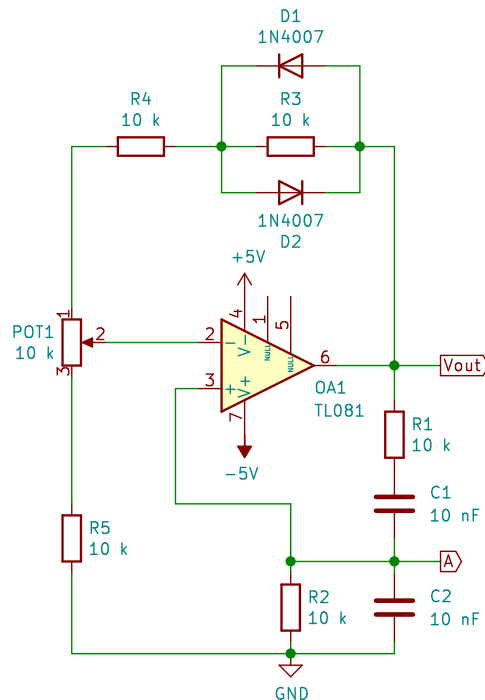 D1
1N4007
R4
10 k
R3
10 k
1N4007
D2
+5V
POT1
10 k
1
2
3
2
3
4
1
5
6
7
−
+
V−
V+
NULL
NULL
OA1
TL081
−5V
Vout
R1
10 k
C1
10 nF
A
R5
10 k
R2
10 k
C2
10 nF
GND